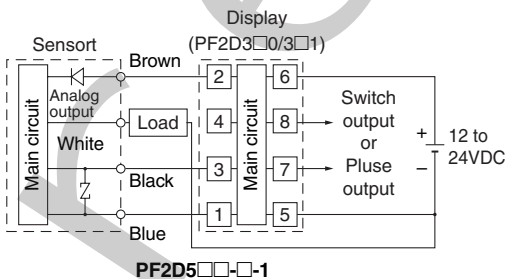 Display
(PF2D3□0/3□1)
Sensort
Brown
Main circuit
Analog
output
White
Load
Black
Blue
2
4
3
1
Main circuit
6
8
7
5
Switch
output
or
Pluse
output
+
−
12 to
24VDC
PF2D5□□-□-1